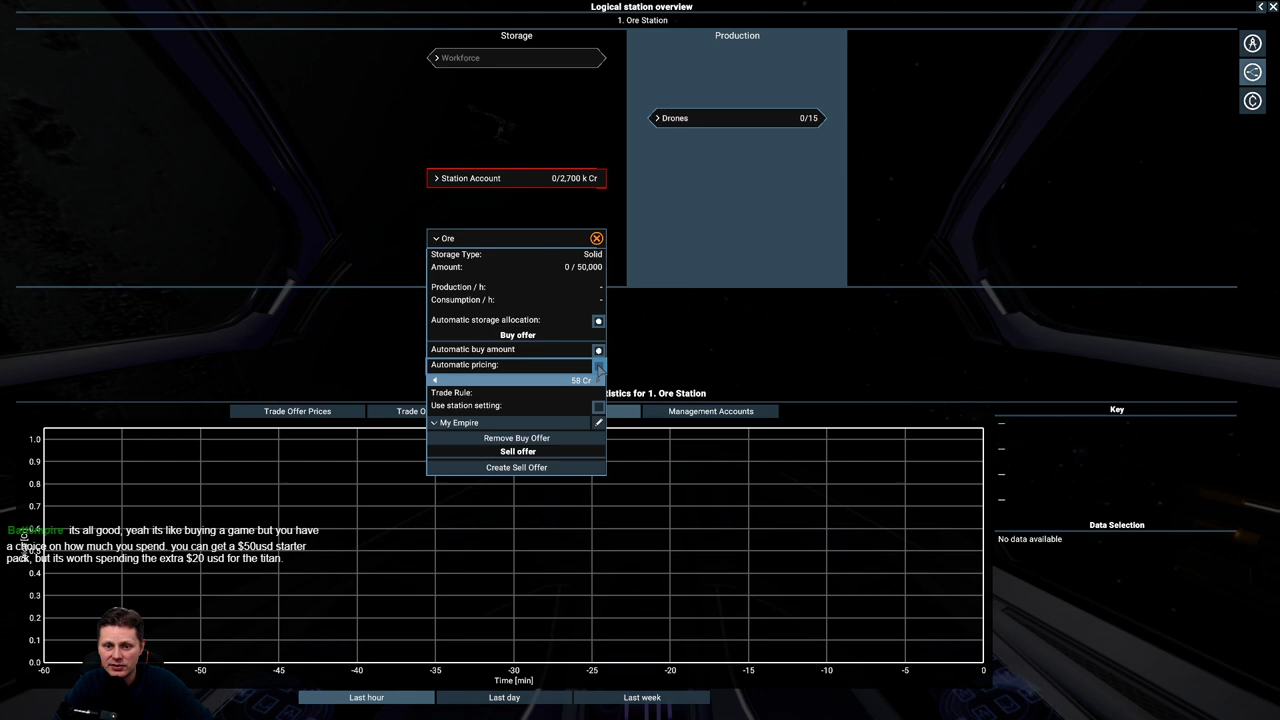 Logical station overview
1. Ore Station
Storage
Production
Workforce
Drones 0/15
Station Account 0/2,700 k Cr
Ore
Storage Type: Solid
Amount: 0 / 50,000
Production / h: -
Consumption / h: -
Automatic storage allocation:
Buy offer
Automatic buy amount
Automatic pricing:
58 Cr
tistics for 1. Ore Station
Trade Rule:
Use station setting:
Trade Offer Prices
Trade O
Management Accounts
Key
My Empire
Remove Buy Offer
Sell offer
Create Sell Offer
1.0
0.9
0.8
0.7
0.6
0.5
0.4
0.3
0.2
0.1
0.0
its all good, yeah its like buying a game but you have
a choice on how much you spend. you can get a $50usd starter
pack, but its worth spending the extra $20 usd for the titan.
Data Selection
No data available
-60 -50 -45 -40 -35 -30 -25 -20 -15 -10 -5 0
Time [min]
Last hour
Last day
Last week